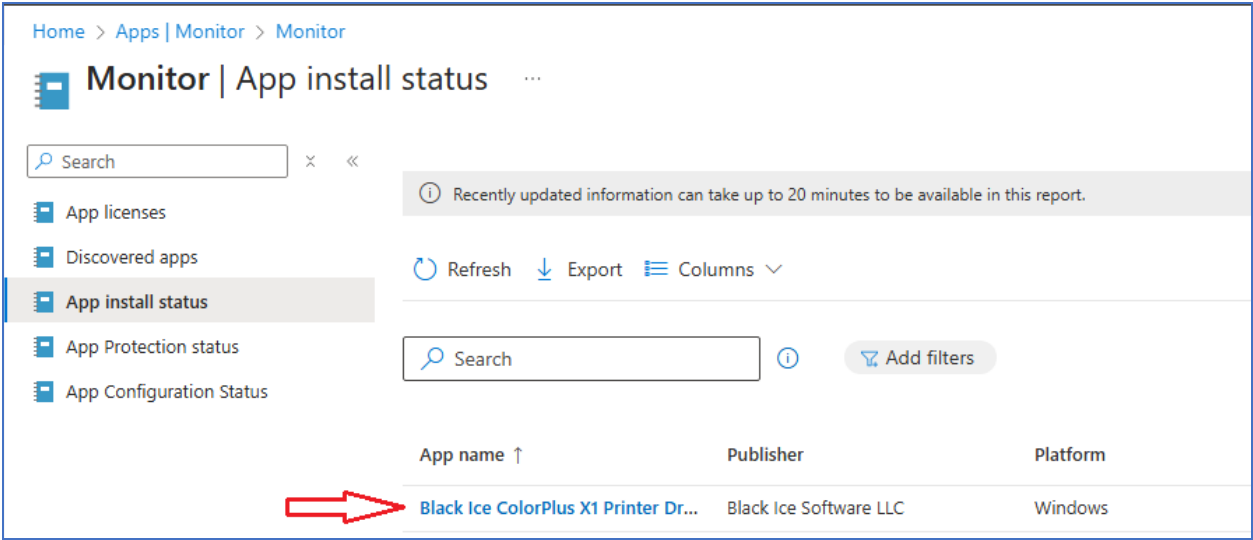 Home > Apps | Monitor > Monitor
Monitor | App install status ...
Search
App licenses
Discovered apps
App install status
App Protection status
App Configuration Status
Recently updated information can take up to 20 minutes to be available in this report.
Refresh Export Columns
Search Add filters
App name ↑ Publisher Platform
Black Ice ColorPlus X1 Printer Dr... Black Ice Software LLC Windows